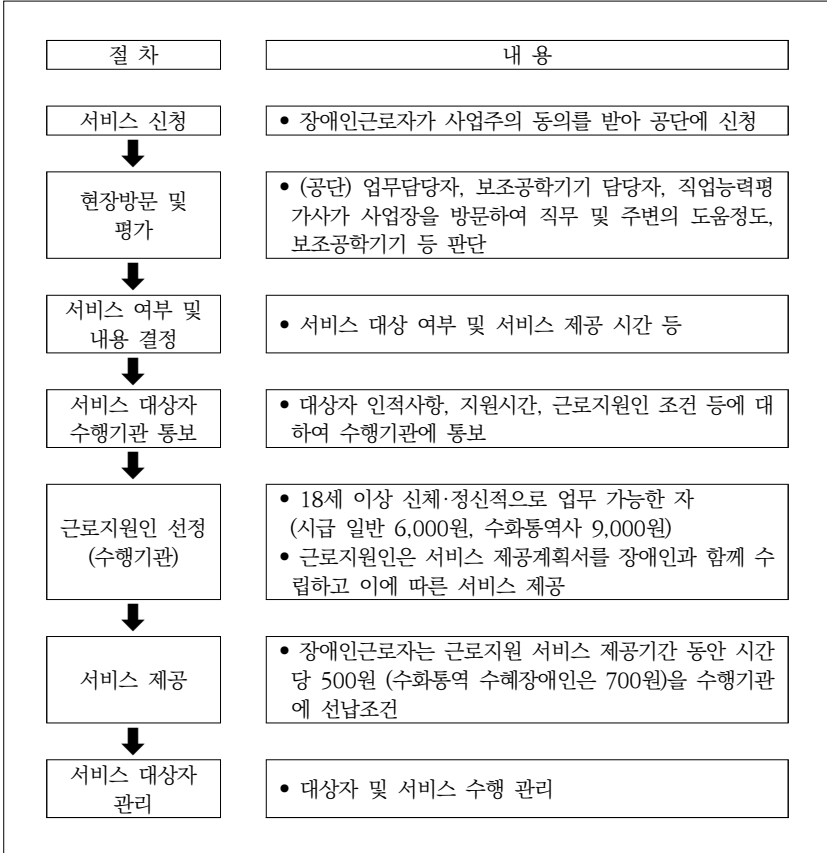 절 차
내 용
서비스 신청
• 장애인근로자가 사업주의 동의를 받아 공단에 신청
현장방문 및
평가
• (공단) 업무담당자, 보조공학기기 담당자, 직업능력평
가사가 사업장을 방문하여 직무 및 주변의 도움정도,
보조공학기기 등 판단
서비스 여부 및
내용 결정
• 서비스 대상 여부 및 서비스 제공 시간 등
서비스 대상자
수행기관 통보
• 대상자 인적사항, 지원시간, 근로지원인 조건 등에 대
하여 수행기관에 통보
근로지원인 선정
(수행기관)
• 18세 이상 신체·정신적으로 업무 가능한 자
(시급 일반 6,000원, 수화통역사 9,000원)
• 근로지원인은 서비스 제공계획서를 장애인과 함께 수
립하고 이에 따른 서비스 제공
서비스 제공
• 장애인근로자는 근로지원 서비스 제공기간 동안 시간
당 500원 (수화통역 수혜장애인은 700원)을 수행기관
에 선납조건
서비스 대상자
관리
• 대상자 및 서비스 수행 관리